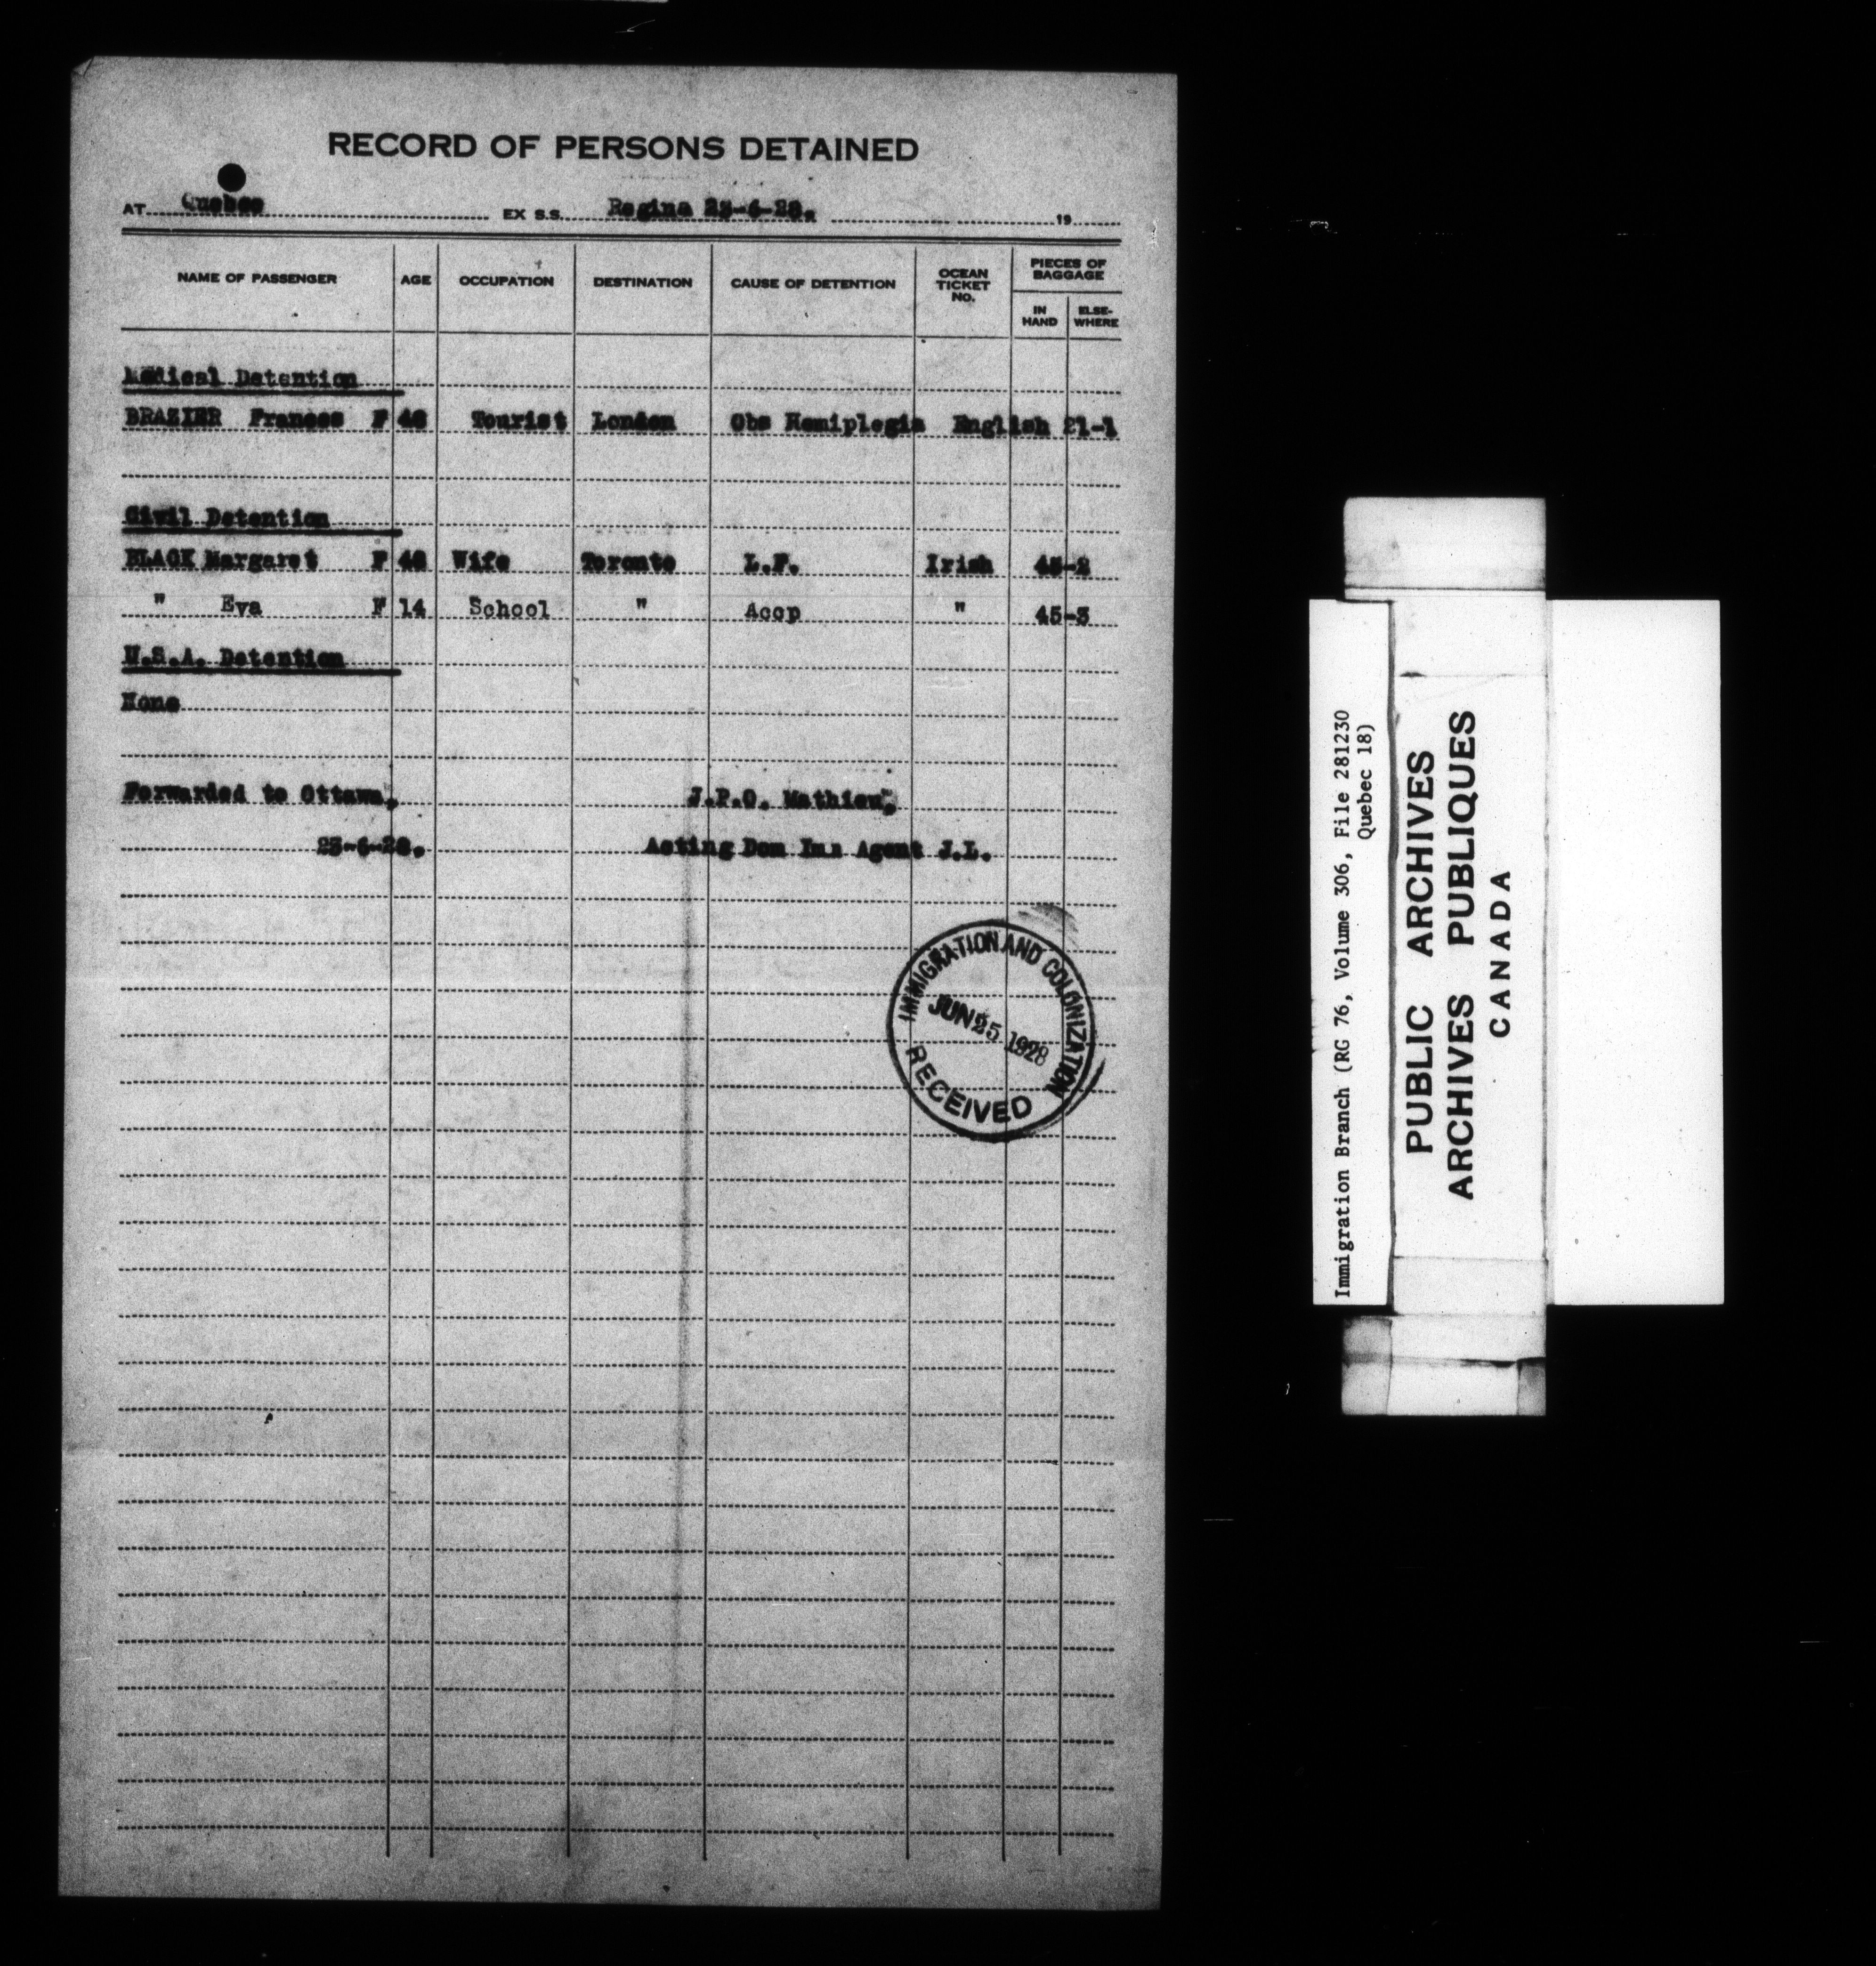 RECORD OF PERSONS DETAINED
AT Quebec EX S.S. Regina 23-6-28. 19
NAME OF PASSENGER AGE OCCUPATION DESTINATION CAUSE OF DETENTION OCEAN TICKET No. PIECES OF BAGGAGE
IN HAND ELSE-WHERE
Medical Detention
BRAZIER Frances F Tourist London Obs Hemiplegia English 21-1
Civil Detention
BLACK Margaret F Wife Toronto L.F. Irish 45-2
" Eva F 14 School " Accp " 45-3
U.S.A. Detention
None
Forwarded to Ottawa, J.P.O. Mathieu,
23-6-28. Acting Dom Imm Agent J.L.
IMMIGRATION AND COLONIZATION
JUN 25 1928
RECEIVED
Immigration Branch (RG 76, Volume 306, File 281230
Quebec 18)
PUBLIC ARCHIVES
ARCHIVES PUBLIQUES
CANADA